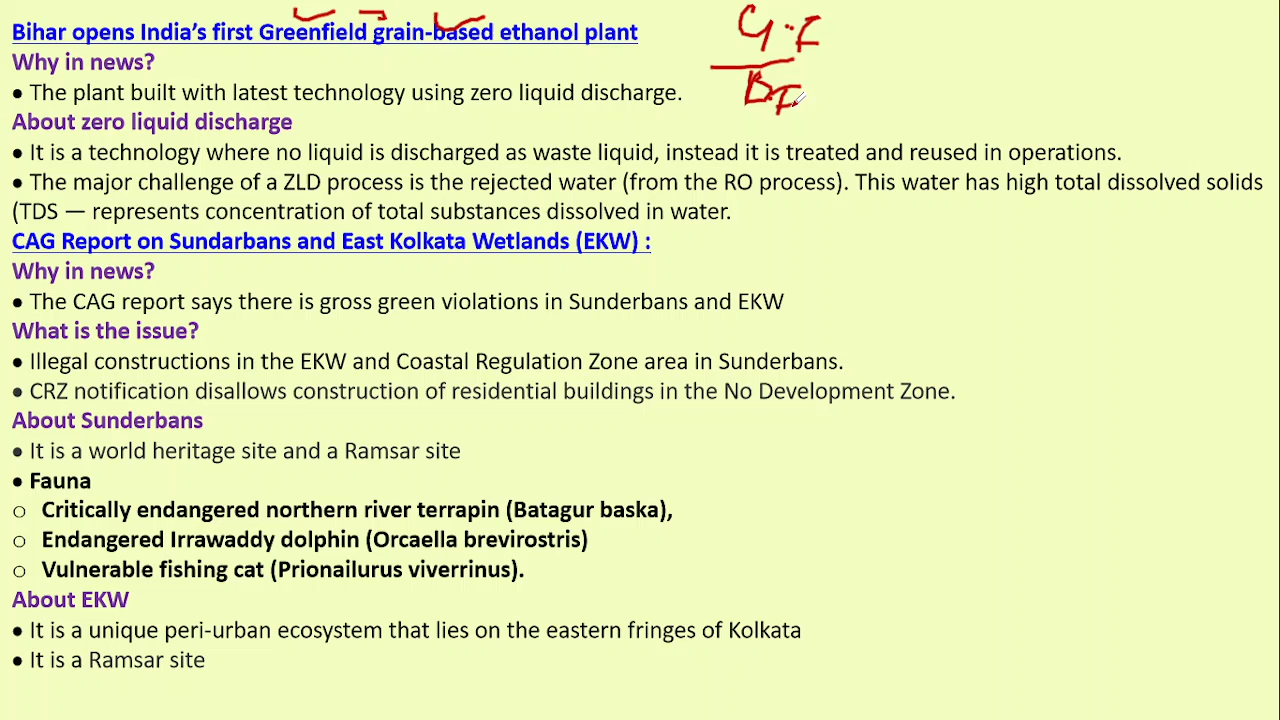 Bihar opens India's first Greenfield grain-based ethanol plant
G.F
BF
Why in news?
• The plant built with latest technology using zero liquid discharge.
About zero liquid discharge
• It is a technology where no liquid is discharged as waste liquid, instead it is treated and reused in operations.
• The major challenge of a ZLD process is the rejected water (from the RO process). This water has high total dissolved solids
(TDS — represents concentration of total substances dissolved in water.
CAG Report on Sundarbans and East Kolkata Wetlands (EKW) :
Why in news?
• The CAG report says there is gross green violations in Sunderbans and EKW
What is the issue?
• Illegal constructions in the EKW and Coastal Regulation Zone area in Sunderbans.
• CRZ notification disallows construction of residential buildings in the No Development Zone.
About Sunderbans
• It is a world heritage site and a Ramsar site
• Fauna
o Critically endangered northern river terrapin (Batagur baska),
o Endangered Irrawaddy dolphin (Orcaella brevirostris)
o Vulnerable fishing cat (Prionailurus viverrinus).
About EKW
• It is a unique peri-urban ecosystem that lies on the eastern fringes of Kolkata
• It is a Ramsar site